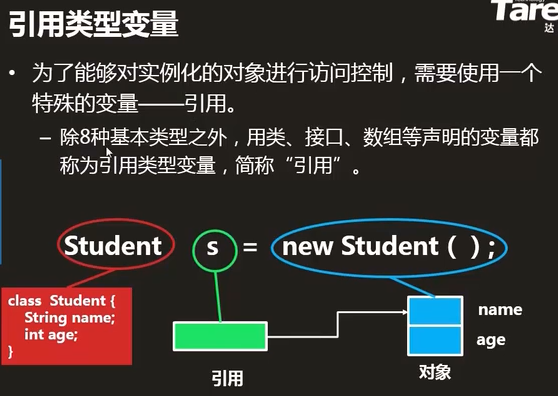 引用类型变量
Tare
达
• 为了能够对实例化的对象进行访问控制，需要使用一个
特殊的变量——引用。
– 除8种基本类型之外，用类、接口、数组等声明的变量都
称为引用类型变量，简称“引用”。
Student s = new Student ( ) ;
class Student {
String name;
int age;
}
name
age
引用
对象